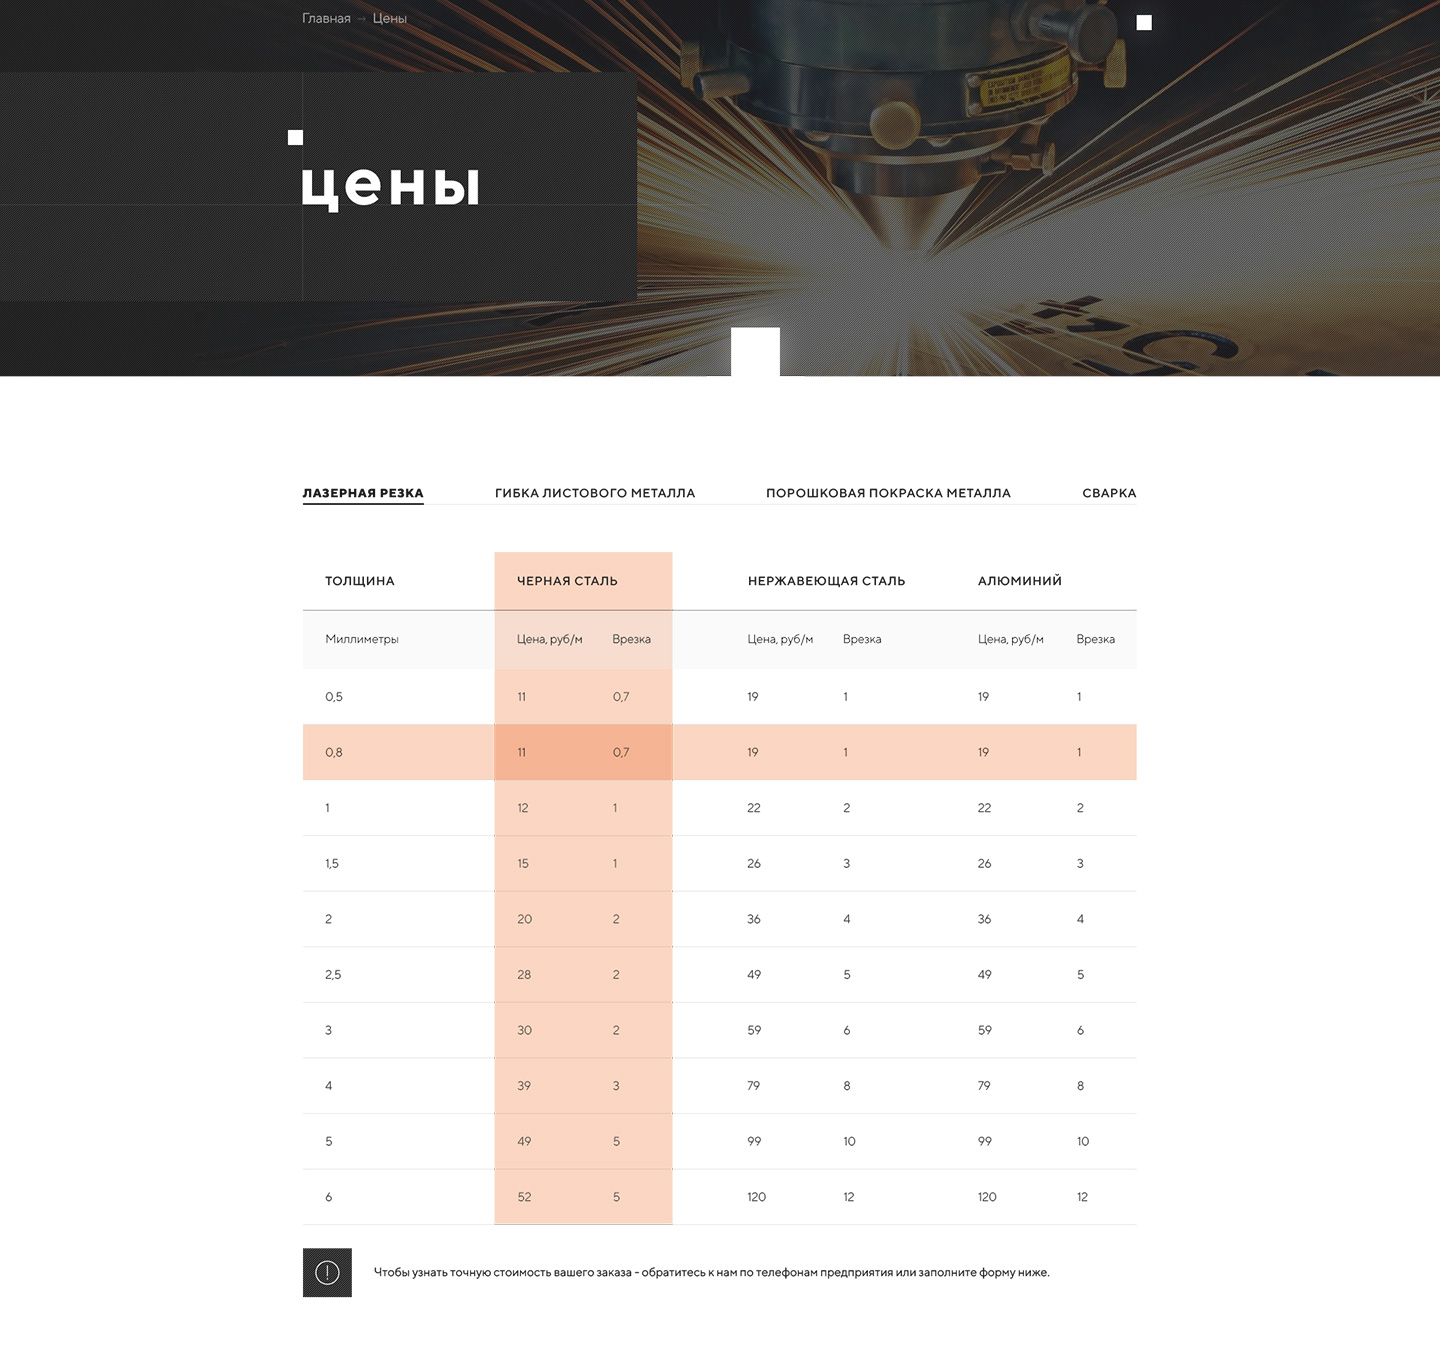 Главная → Цены
цены
ЛАЗЕРНАЯ РЕЗКА ГИБКА ЛИСТОВОГО МЕТАЛЛА ПОРОШКОВАЯ ПОКРАСКА МЕТАЛЛА СВАРКА
ТОЛЩИНА ЧЕРНАЯ СТАЛЬ НЕРЖАВЕЮЩАЯ СТАЛЬ АЛЮМИНИЙ
Миллиметры Цена, руб/м Врезка Цена, руб/м Врезка Цена, руб/м Врезка
0,5 11 0,7 19 1 19 1
0,8 11 0,7 19 1 19 1
1 12 1 22 2 22 2
1,5 15 1 26 3 26 3
2 20 2 36 4 36 4
2,5 28 2 49 5 49 5
3 30 2 59 6 59 6
4 39 3 79 8 79 8
5 49 5 99 10 99 10
6 52 5 120 12 120 12
Чтобы узнать точную стоимость вашего заказа - обратитесь к нам по телефонам предприятия или заполните форму ниже.